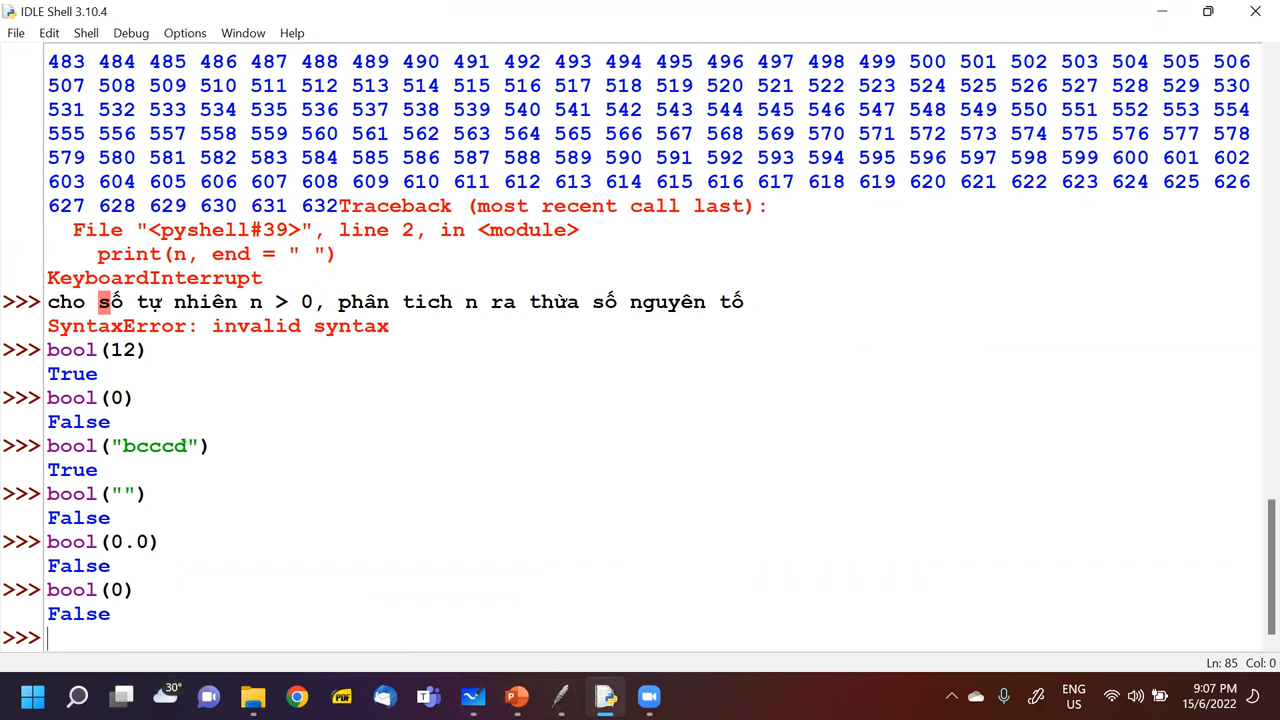 IDLE Shell 3.10.4
File Edit Shell Debug Options Window Help
483 484 485 486 487 488 489 490 491 492 493 494 495 496 497 498 499 500 501 502 503 504 505 506
507 508 509 510 511 512 513 514 515 516 517 518 519 520 521 522 523 524 525 526 527 528 529 530
531 532 533 534 535 536 537 538 539 540 541 542 543 544 545 546 547 548 549 550 551 552 553 554
555 556 557 558 559 560 561 562 563 564 565 566 567 568 569 570 571 572 573 574 575 576 577 578
579 580 581 582 583 584 585 586 587 588 589 590 591 592 593 594 595 596 597 598 599 600 601 602
603 604 605 606 607 608 609 610 611 612 613 614 615 616 617 618 619 620 621 622 623 624 625 626
627 628 629 630 631 632Traceback (most recent call last):
File "<pyshell#39>", line 2, in <module>
print(n, end = " ")
KeyboardInterrupt
>>> cho số tự nhiên n > 0, phân tich n ra thừa số nguyên tố
SyntaxError: invalid syntax
>>> bool(12)
True
>>> bool(0)
False
>>> bool("bcccd")
True
>>> bool("")
False
>>> bool(0.0)
False
>>> bool(0)
False
>>>
Ln: 85 Col: 0
30°
PDF
ENG
US
9:07 PM
15/6/2022